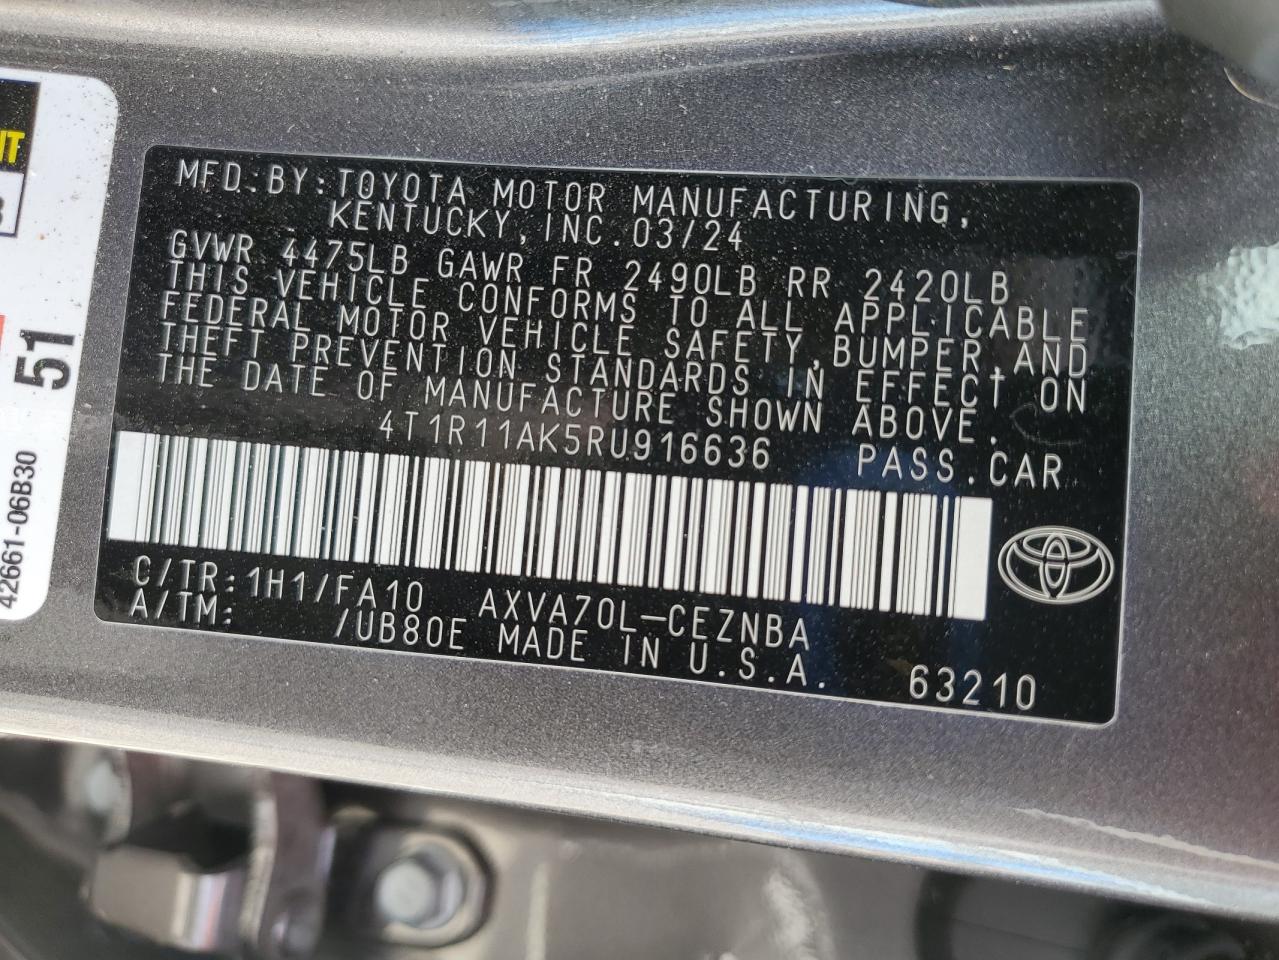 MFD.BY:TOYOTA MOTOR MANUFACTURING,
KENTUCKY,INC.03/24
GVWR 4475LB GAWR FR 2490LB RR 2420LB
THIS VEHICLE CONFORMS TO ALL APPLICABLE
FEDERAL MOTOR VEHICLE SAFETY,BUMPER,AND
THEFT PREVENTION STANDARDS IN EFFECT ON
THE DATE OF MANUFACTURE SHOWN ABOVE.
4T1R11AK5RU916636 PASS.CAR
C/TR:1H1/FA10 AXVA70L-CEZNBA
A/TM: /UB80E MADE IN U.S.A. 63210
51
42661-06B30